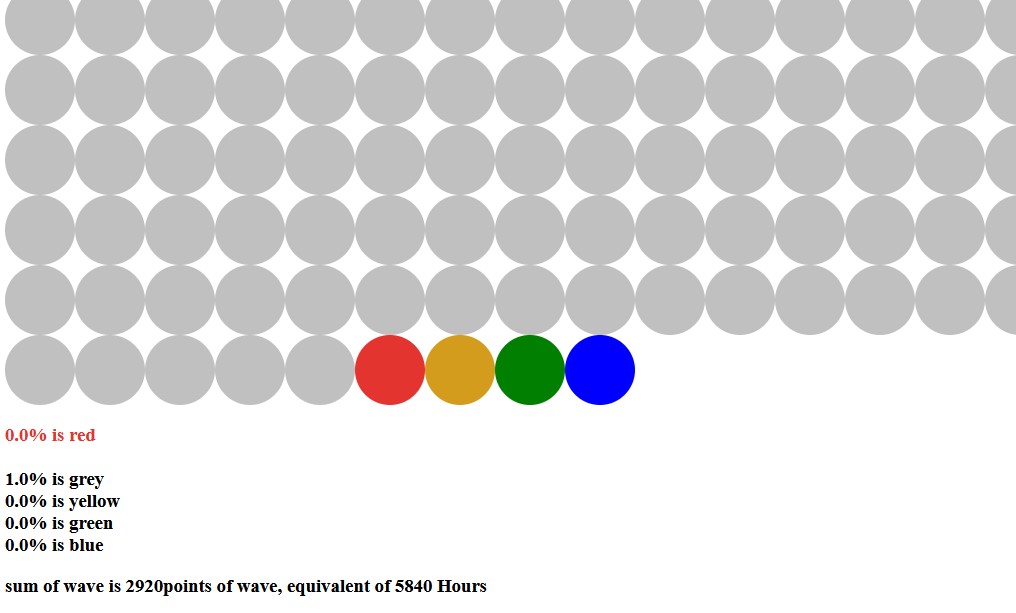 0.0% is red
1.0% is grey
0.0% is yellow
0.0% is green
0.0% is blue
sum of wave is 2920points of wave, equivalent of 5840 Hours